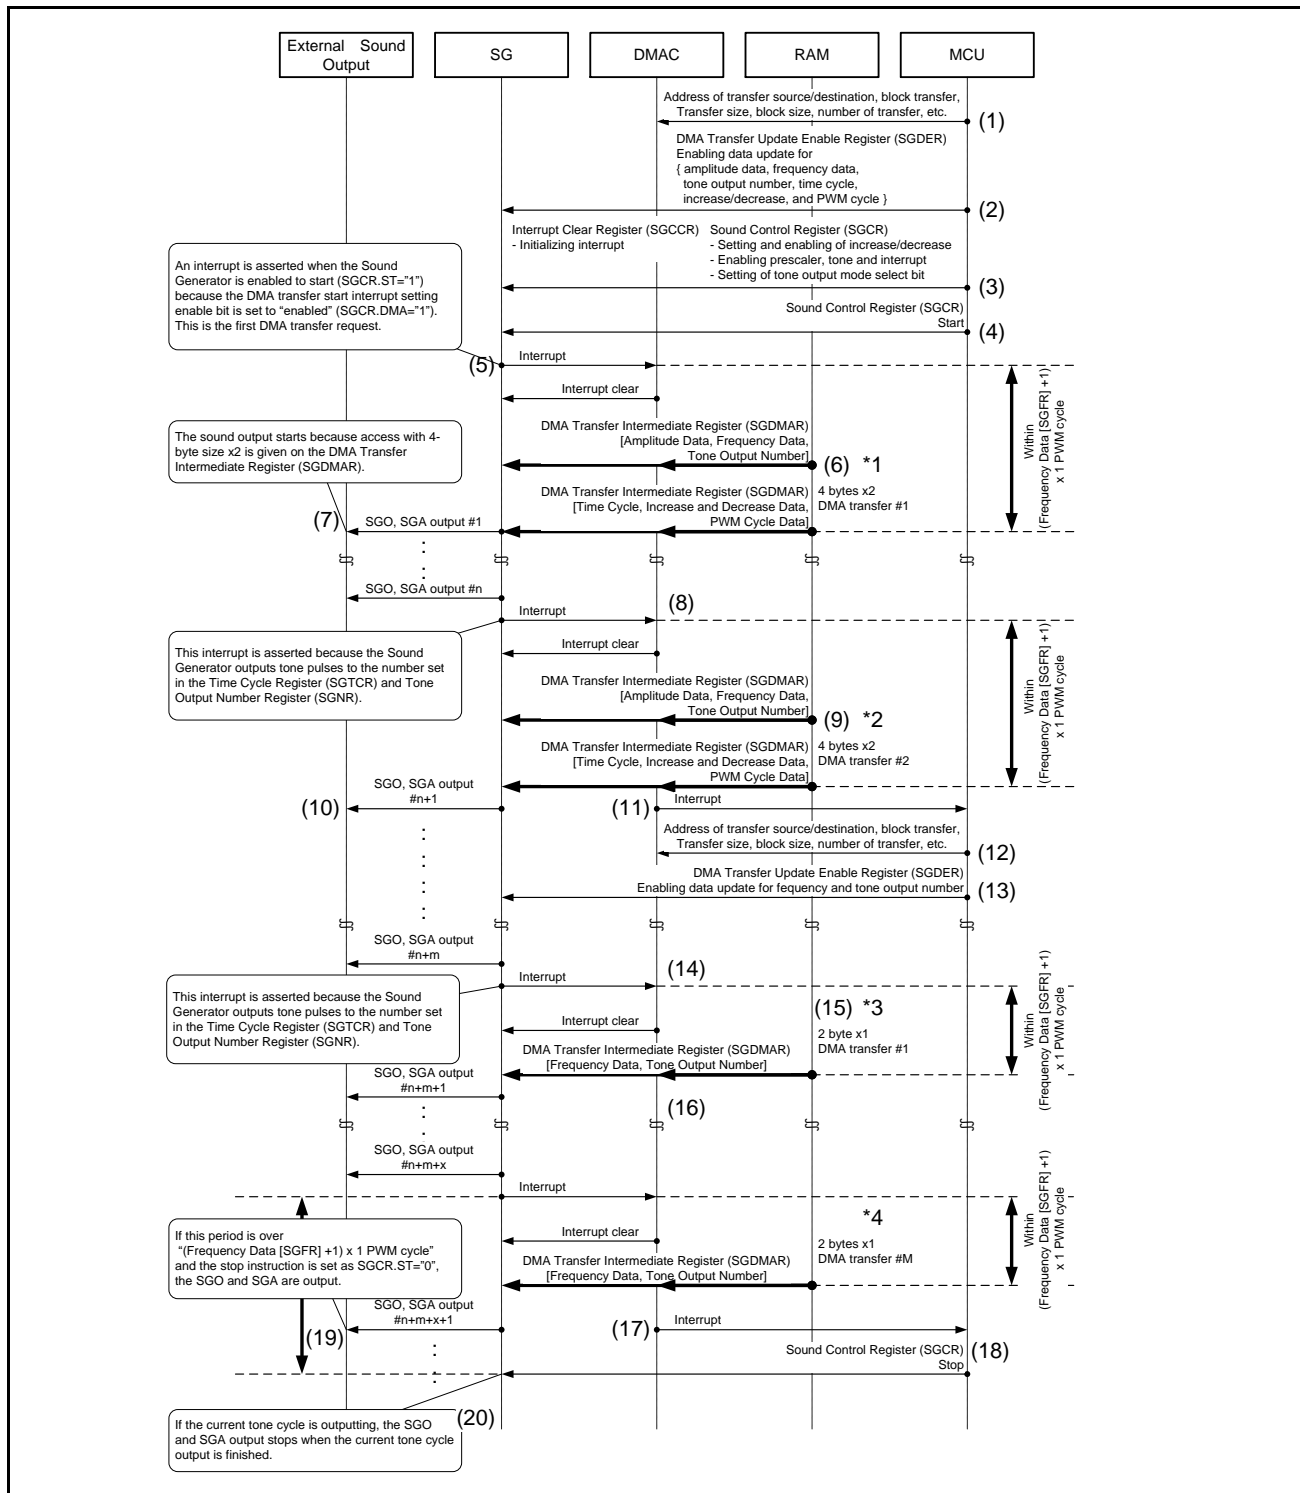 External Sound
Output
SG
DMAC
RAM
MCU
Address of transfer source/destination, block transfer,
Transfer size, block size, number of transfer, etc.
(1)
DMA Transfer Update Enable Register (SGDER)
Enabling data update for
{ amplitude data, frequency data,
tone output number, time cycle,
increase/decrease, and PWM cycle }
(2)
Interrupt Clear Register (SGCCR)
- Initializing interrupt
Sound Control Register (SGCR)
- Setting and enabling of increase/decrease
- Enabling prescaler, tone and interrupt
- Setting of tone output mode select bit
(3)
An interrupt is asserted when the Sound
Generator is enabled to start (SGCR.ST="1")
because the DMA transfer start interrupt setting
enable bit is set to "enabled" (SGCR.DMA="1").
This is the first DMA transfer request.
Sound Control Register (SGCR)
Start
(4)
(5)
Interrupt
Interrupt clear
Within
(Frequency Data [SGFR] +1)
x 1 PWM cycle
DMA Transfer Intermediate Register (SGDMAR)
[Amplitude Data, Frequency Data,
Tone Output Number]
(6) *1
The sound output starts because access with 4-
byte size x2 is given on the DMA Transfer
Intermediate Register (SGDMAR).
DMA Transfer Intermediate Register (SGDMAR)
[Time Cycle, Increase and Decrease Data,
PWM Cycle Data]
4 bytes x2
DMA transfer #1
(7)
SGO, SGA output #1
SGO, SGA output #n
Interrupt
(8)
This interrupt is asserted because the Sound
Generator outputs tone pulses to the number set
in the Time Cycle Register (SGTCR) and Tone
Output Number Register (SGNR).
Interrupt clear
Within
(Frequency Data [SGFR] +1)
x 1 PWM cycle
DMA Transfer Intermediate Register (SGDMAR)
[Amplitude Data, Frequency Data,
Tone Output Number]
(9) *2
DMA Transfer Intermediate Register (SGDMAR)
[Time Cycle, Increase and Decrease Data,
PWM Cycle Data]
4 bytes x2
DMA transfer #2
(10)
SGO, SGA output
#n+1
(11)
Interrupt
Address of transfer source/destination, block transfer,
Transfer size, block size, number of transfer, etc.
(12)
DMA Transfer Update Enable Register (SGDER)
Enabling data update for fequency and tone output number
(13)
SGO, SGA output
#n+m
Interrupt
(14)
This interrupt is asserted because the Sound
Generator outputs tone pulses to the number set
in the Time Cycle Register (SGTCR) and Tone
Output Number Register (SGNR).
Interrupt clear
(15) *3
2 byte x1
DMA transfer #1
Within
(Frequency Data [SGFR] +1)
x 1 PWM cycle
DMA Transfer Intermediate Register (SGDMAR)
[Frequency Data, Tone Output Number]
SGO, SGA output
#n+m+1
(16)
SGO, SGA output
#n+m+x
Interrupt
Interrupt clear
*4
2 bytes x1
DMA transfer #M
Within
(Frequency Data [SGFR] +1)
x 1 PWM cycle
If this period is over
"(Frequency Data [SGFR] +1) x 1 PWM cycle"
and the stop instruction is set as SGCR.ST="0",
the SGO and SGA are output.
DMA Transfer Intermediate Register (SGDMAR)
[Frequency Data, Tone Output Number]
SGO, SGA output
#n+m+x+1
(17)
Interrupt
(19)
Sound Control Register (SGCR)
Stop
(18)
(20)
If the current tone cycle is outputting, the SGO
and SGA output stops when the current tone cycle
output is finished.